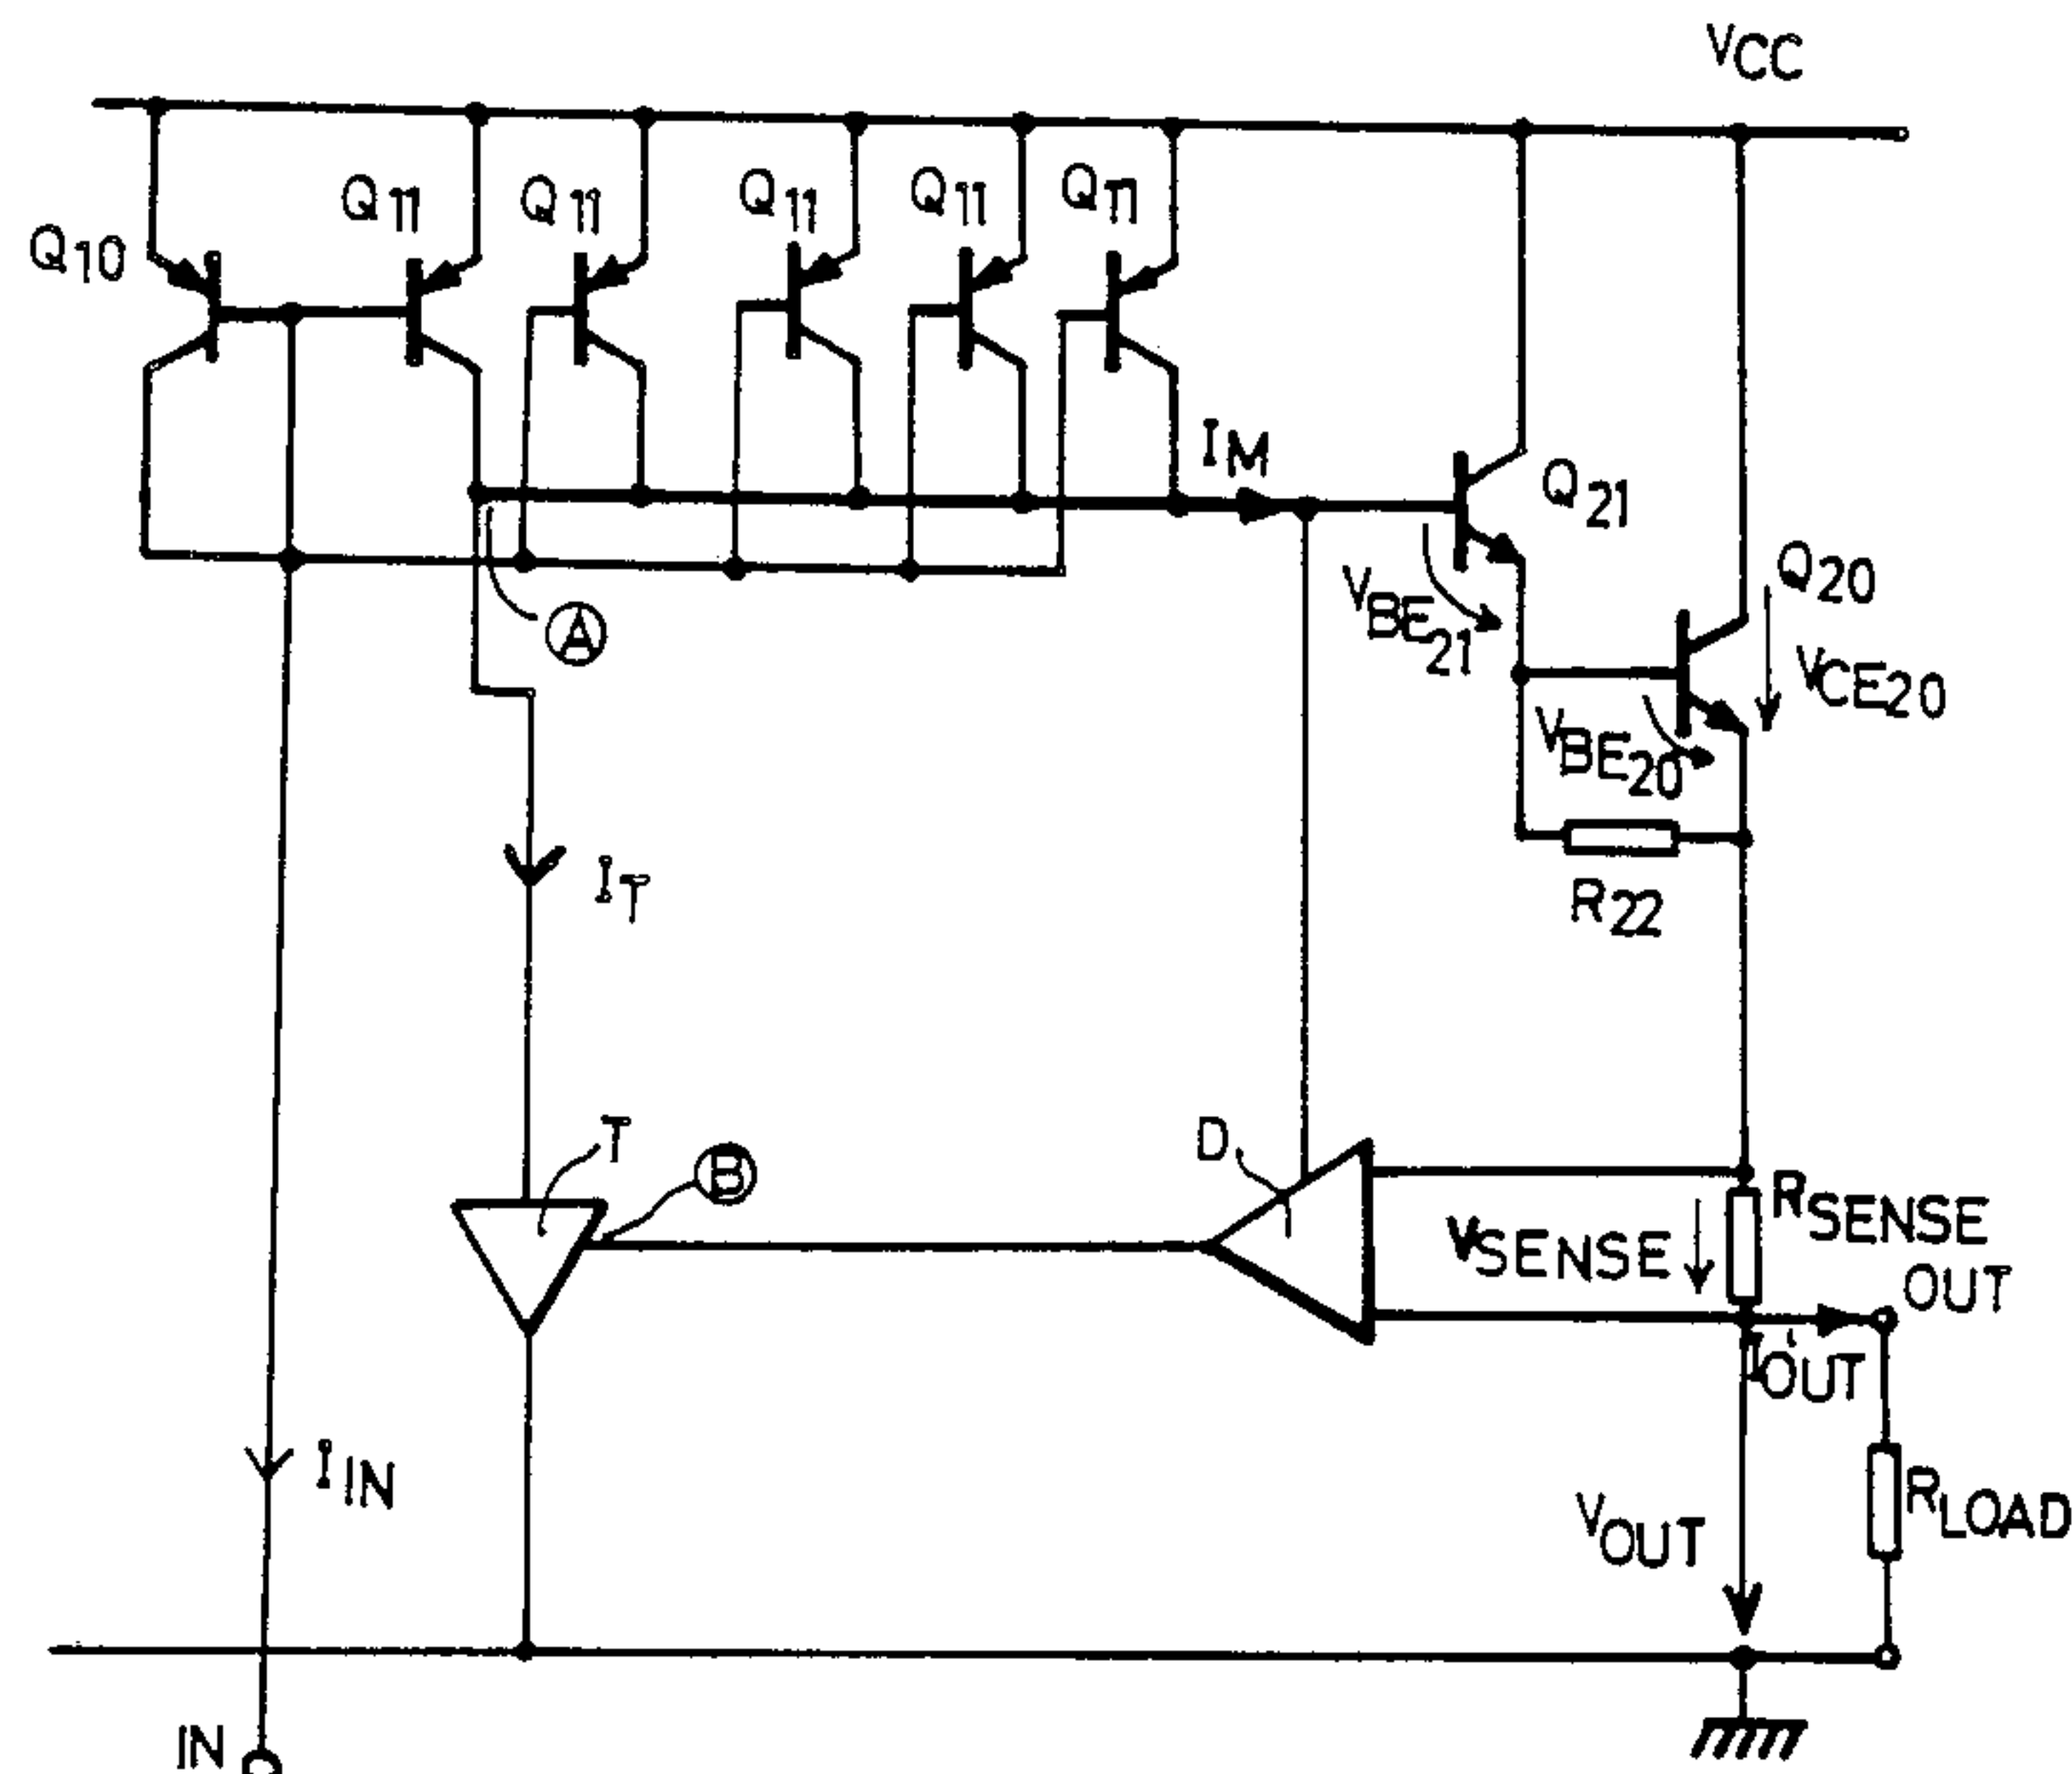 VCC
Q10
Q11
Q11
Q11
Q11
Q11
IM
Q21
VBE21
Q20
VCE20
VBE20
A
R22
IT
T
B
D
VSENSE
RSENSE
OUT
IOUT
IIN
VOUT
RLOAD
IN